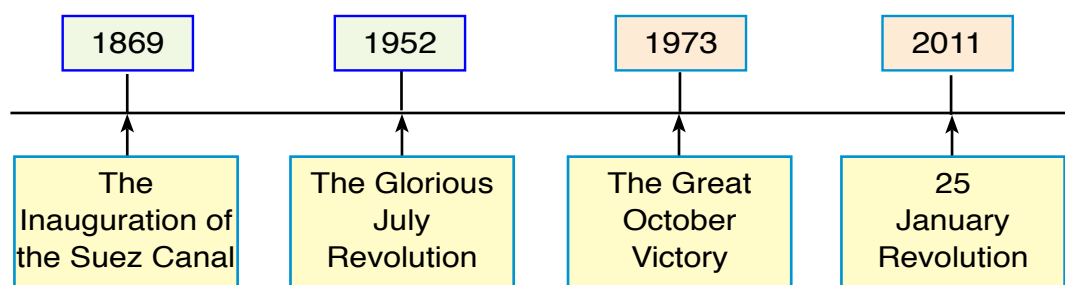 1869
1952
1973
2011
The
Inauguration of
the Suez Canal
The Glorious
July
Revolution
The Great
October
Victory
25
January
Revolution